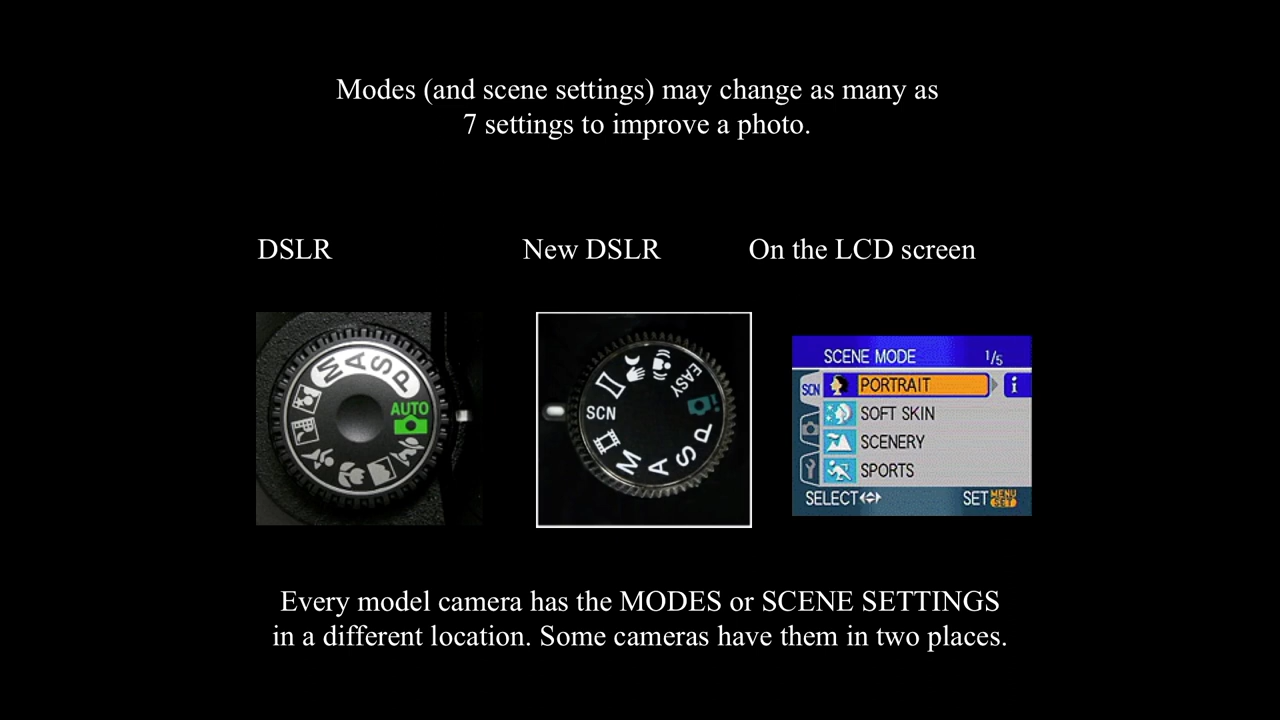 Modes (and scene settings) may change as many as
7 settings to improve a photo.
DSLR
New DSLR
On the LCD screen
M A S P
AUTO
EASY
SCN
M A S P
SCENE MODE 1/5
SCN PORTRAIT i
SOFT SKIN
SCENERY
SPORTS
SELECT SET MENU SET
Every model camera has the MODES or SCENE SETTINGS
in a different location. Some cameras have them in two places.